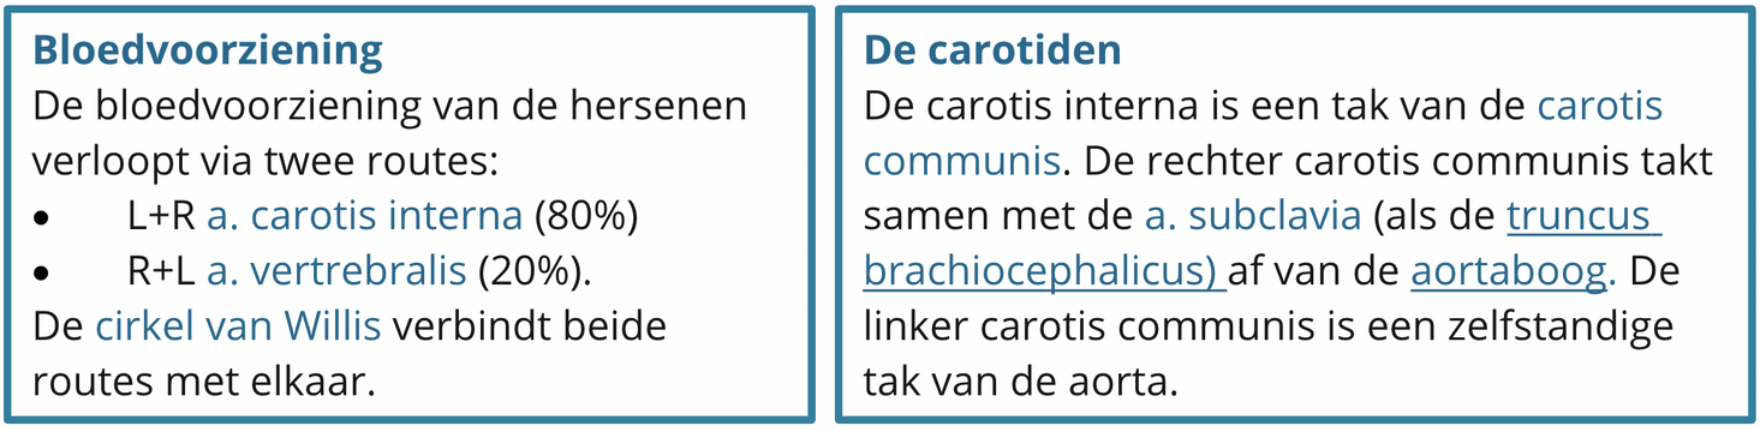 Bloedvoorziening
De bloedvoorziening van de hersenen
verloopt via twee routes:
• L+R a. carotis interna (80%)
• R+L a. vertrebralis (20%).
De cirkel van Willis verbindt beide
routes met elkaar.
De carotiden
De carotis interna is een tak van de carotis
communis. De rechter carotis communis takt
samen met de a. subclavia (als de truncus
brachiocephalicus) af van de aortaboog. De
linker carotis communis is een zelfstandige
tak van de aorta.